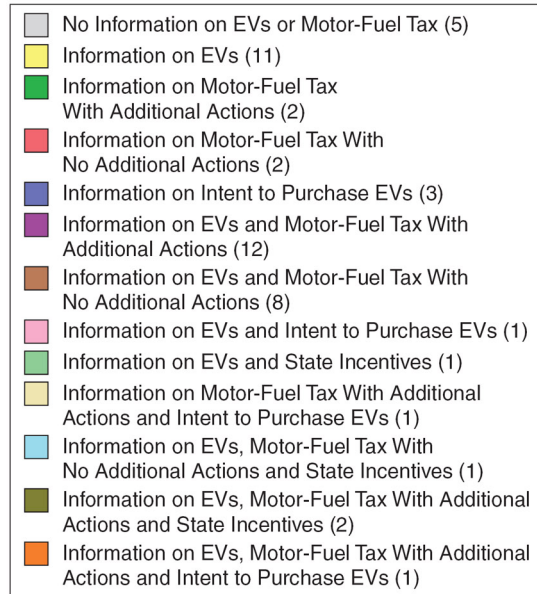 No Information on EVs or Motor-Fuel Tax (5)
Information on EVs (11)
Information on Motor-Fuel Tax
With Additional Actions (2)
Information on Motor-Fuel Tax With
No Additional Actions (2)
Information on Intent to Purchase EVs (3)
Information on EVs and Motor-Fuel Tax With
Additional Actions (12)
Information on EVs and Motor-Fuel Tax With
No Additional Actions (8)
Information on EVs and Intent to Purchase EVs (1)
Information on EVs and State Incentives (1)
Information on Motor-Fuel Tax With Additional
Actions and Intent to Purchase EVs (1)
Information on EVs, Motor-Fuel Tax With
No Additional Actions and State Incentives (1)
Information on EVs, Motor-Fuel Tax With Additional
Actions and State Incentives (2)
Information on EVs, Motor-Fuel Tax With Additional
Actions and Intent to Purchase EVs (1)